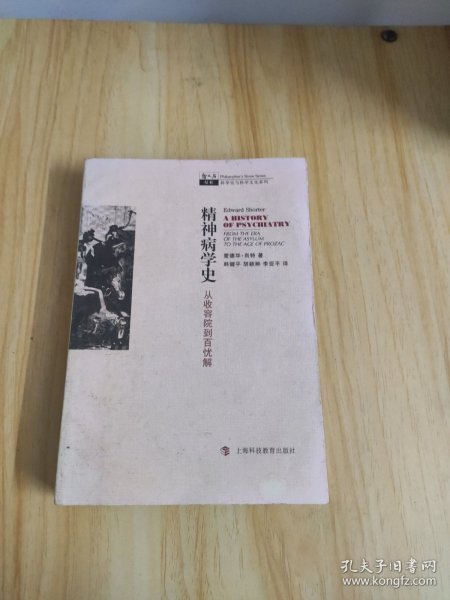 哲人石
丛书
Philosopher's Stone Series
科学史与科学文化系列
Edward Shorter
A HISTORY
OF PSYCHIATRY
FROM THE ERA
OF THE ASYLUM
TO THE AGE OF PROZAC
爱德华·肖特 著
韩健平 胡颖翀 李亚平 译
精神病学史
从收容院到百忧解
上海科技教育出版社
孔夫子旧书网
www.kongfz.com